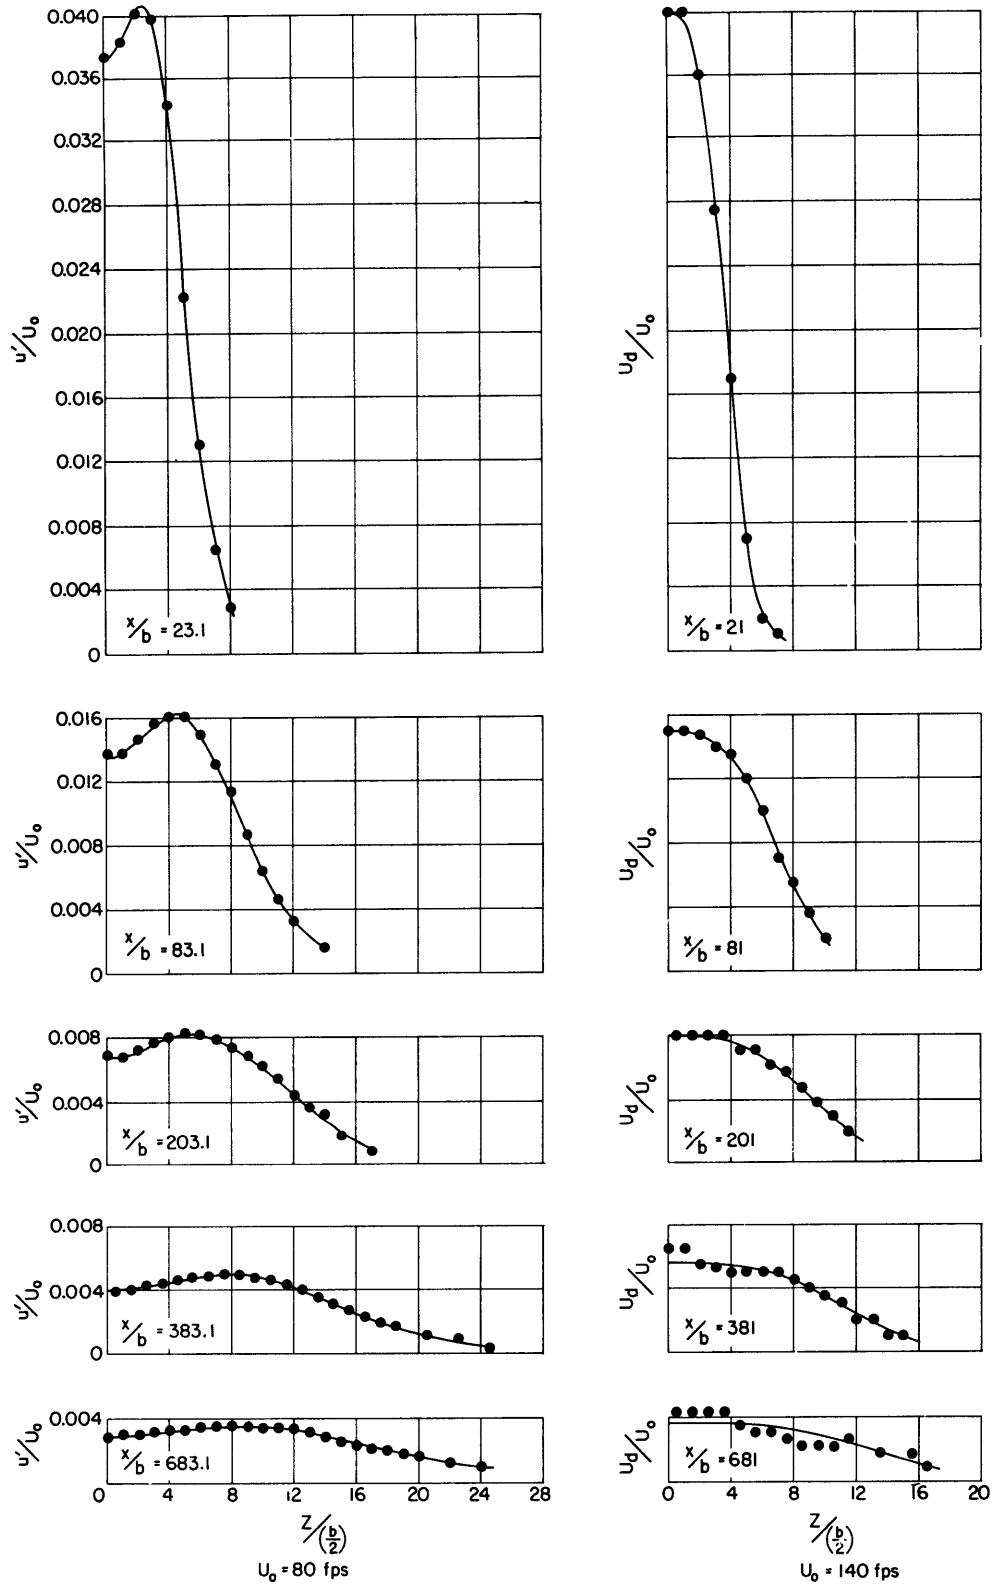 0.040
0.036
0.032
0.028
0.024
0.020
0.016
0.012
0.008
0.004
0
u'/U₀
x/b = 23.1
U_d/U₀
x/b = 21
0.016
0.012
0.008
0.004
0
u'/U₀
x/b = 83.1
U_d/U₀
x/b = 81
0.008
0.004
0
u'/U₀
x/b = 203.1
U_d/U₀
x/b = 201
0.008
0.004
0
u'/U₀
x/b = 383.1
U_d/U₀
x/b = 381
0.004
u'/U₀
x/b = 683.1
0 4 8 12 16 20 24 28
Z/(b/2)
U₀ = 80 fps
U_d/U₀
x/b = 681
0 4 8 12 16 20
Z/(b/2)
U₀ = 140 fps